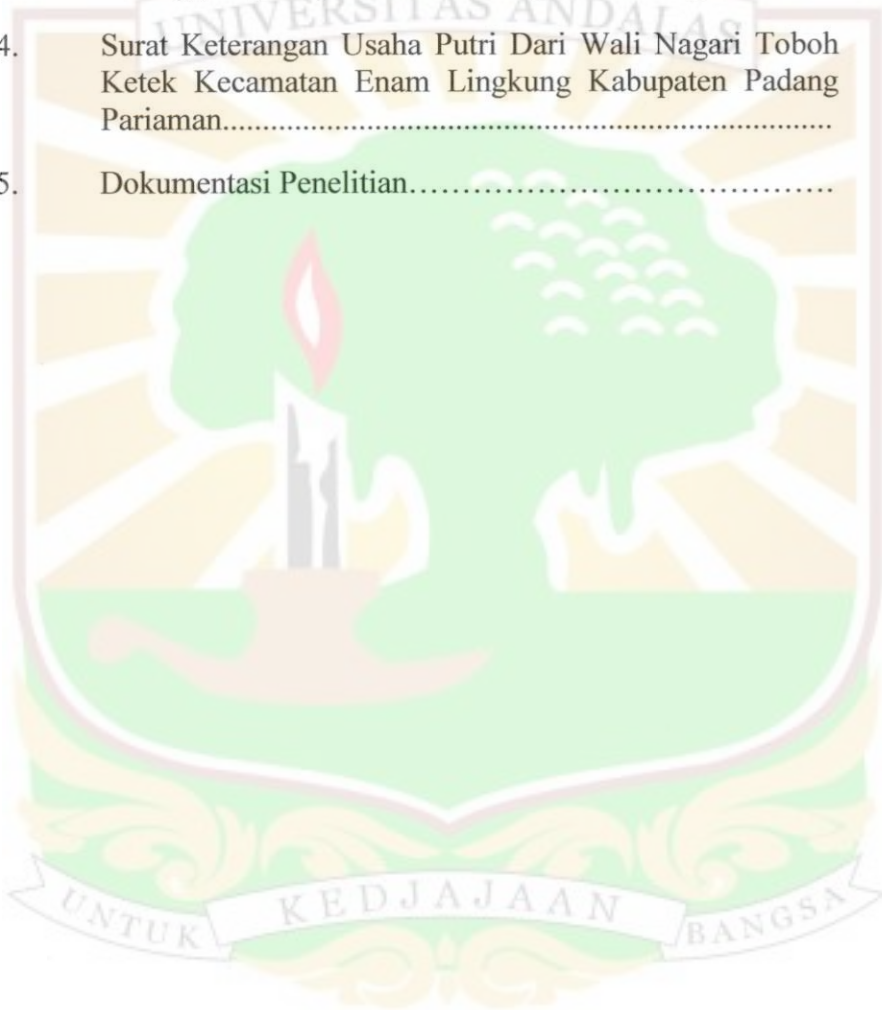 UNIVERSITAS ANDALAS
4. Surat Keterangan Usaha Putri Dari Wali Nagari Toboh
Ketek Kecamatan Enam Lingkung Kabupaten Padang
Pariaman........................................................................
5. Dokumentasi Penelitian.......................................
UNTUK KEDJAJAAN BANGSA